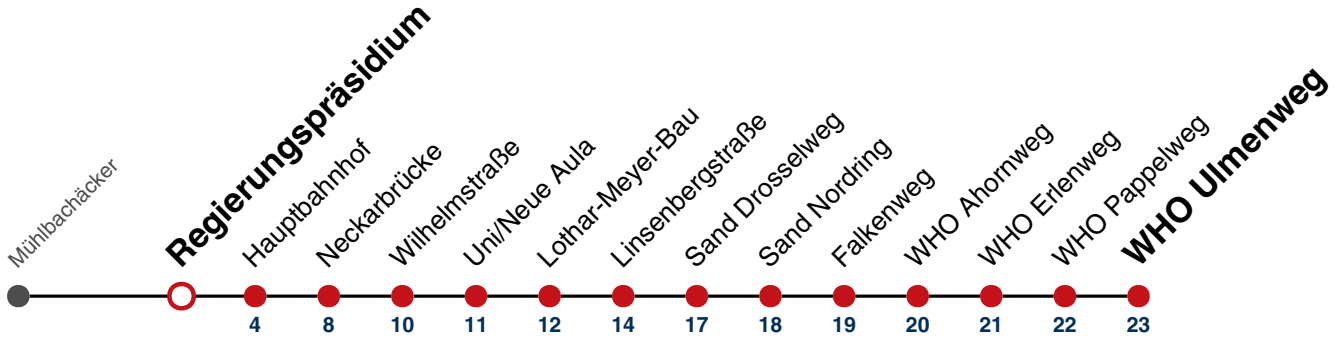 Mühlbachäcker
Regierungspräsidium
Hauptbahnhof
Neckarbrücke
Wilhelmstraße
Uni/Neue Aula
Lothar-Meyer-Bau
Linsenbergstraße
Sand Drosselweg
Sand Nordring
Falkenweg
WHO Ahornweg
WHO Erlenweg
WHO Pappelweg
WHO Ulmenweg
4 8 10 11 12 14 17 18 19 20 21 22 23